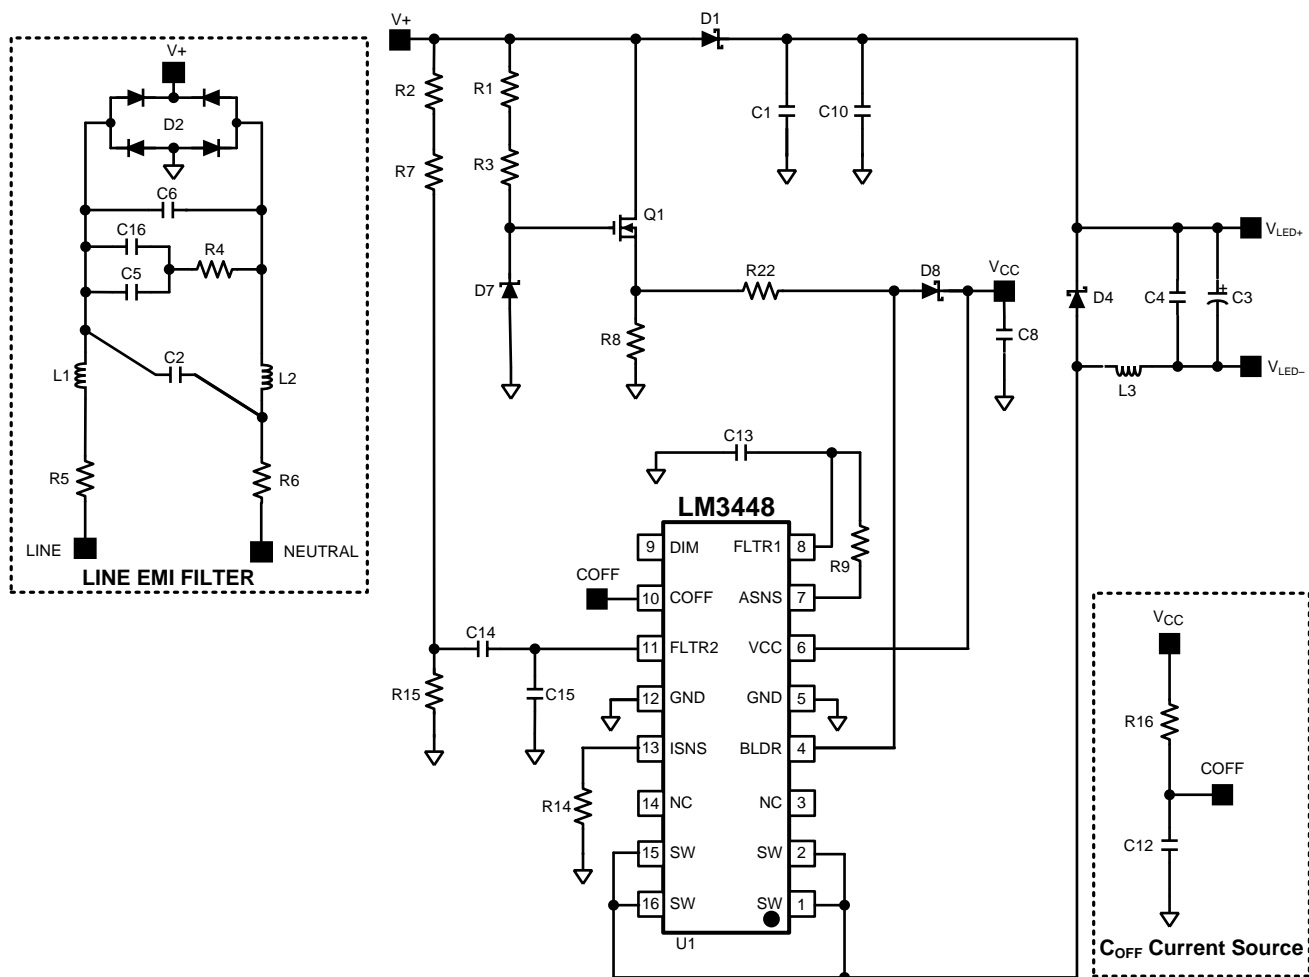 V+
D2
C6
C16
R4
C5
C2
L1
L2
R5
R6
LINE
NEUTRAL
LINE EMI FILTER
V+
D1
R2
R1
C1
C10
R7
R3
Q1
D7
R22
D8
VCC
R8
C8
D4
C4
+
C3
VLED+
VLED–
L3
C13
LM3448
R9
COFF
9 DIM FLTR1 8
10 COFF ASNS 7
11 FLTR2 VCC 6
12 GND GND 5
13 ISNS BLDR 4
14 NC NC 3
15 SW SW 2
16 SW SW 1
U1
C14
R15
C15
R14
VCC
R16
COFF
C12
COFF Current Source